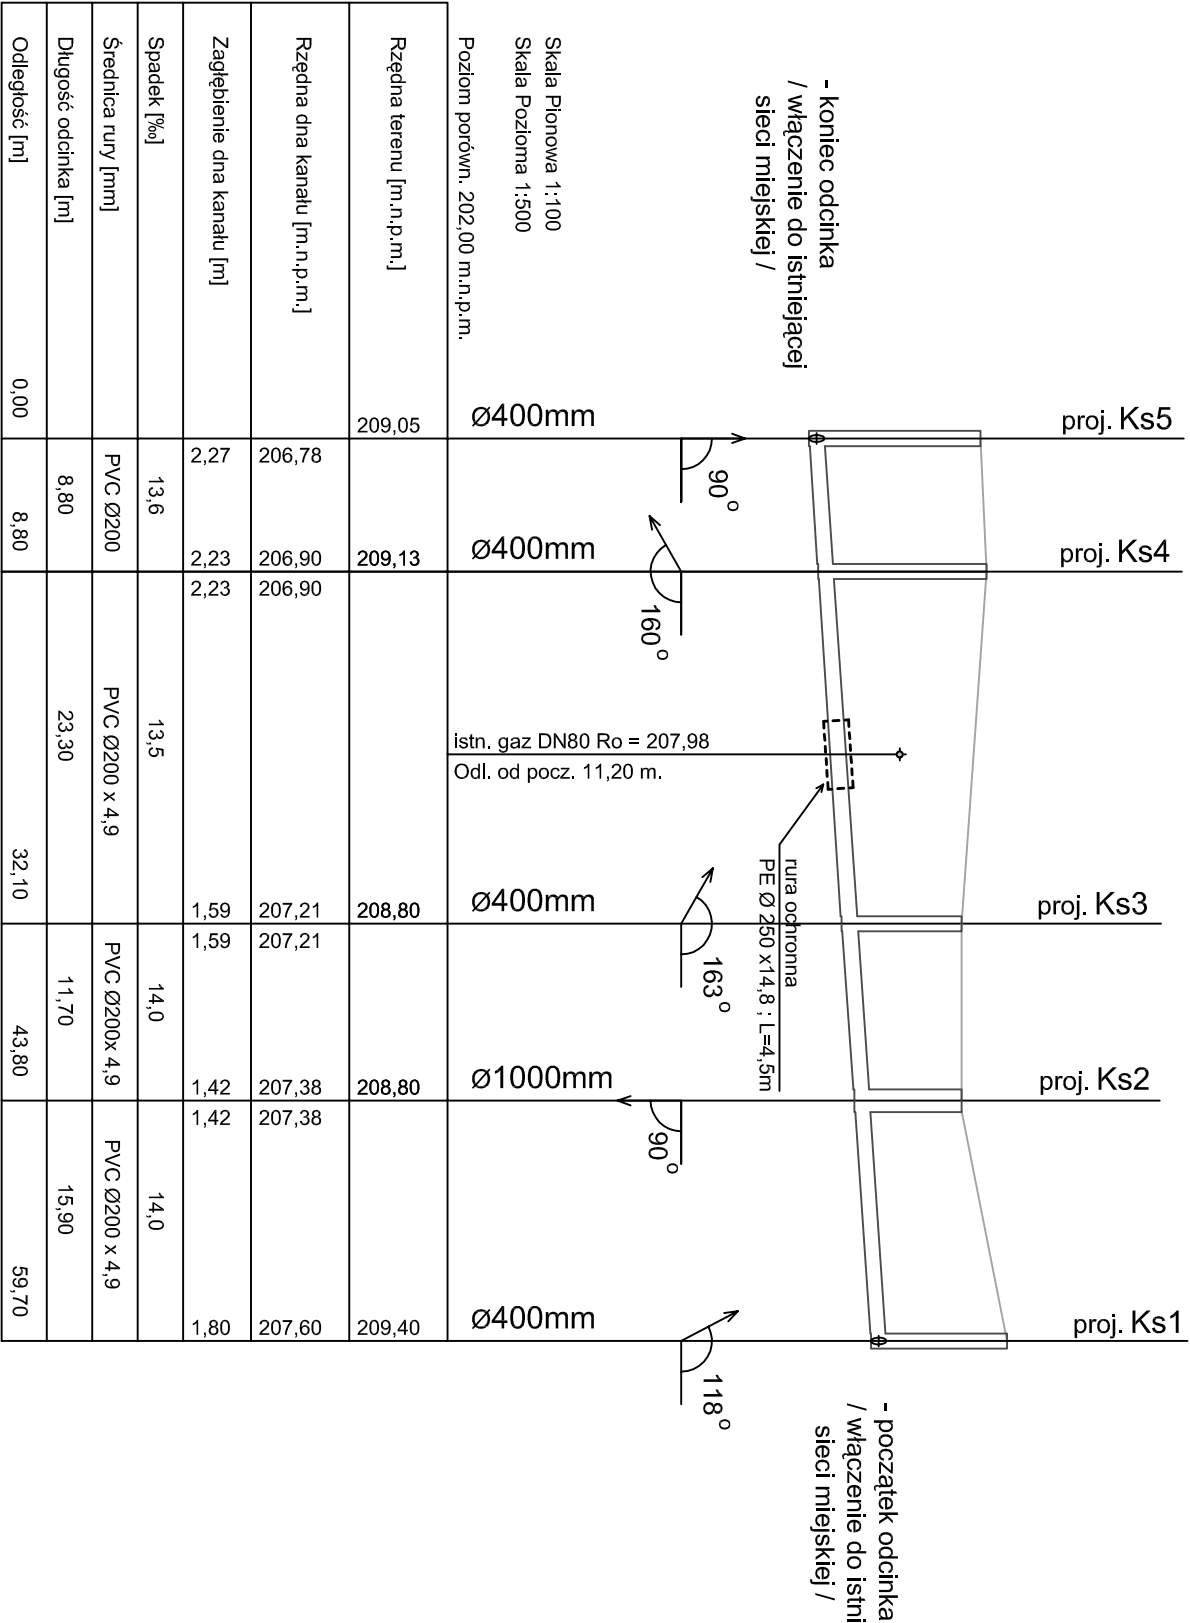 - koniec odcinka
/ włączenie do istniejącej
sieci miejskiej /
- początek odcinka
/ włączenie do istni
sieci miejskiej /
proj. Ks5
proj. Ks4
proj. Ks3
proj. Ks2
proj. Ks1
rura ochronna
PE Ø 250 x14,8 ; L=4,5m
90°
160°
163°
90°
118°
istn. gaz DN80 Ro = 207,98
Odl. od pocz. 11,20 m.
Ø400mm
Ø400mm
Ø400mm
Ø1000mm
Ø400mm
Skala Pionowa 1:100
Skala Pozioma 1:500
Poziom porówn. 202,00 m.n.p.m.
Rzędna terenu [m.n.p.m.] 209,05 209,13 208,80 208,80 209,40
Rzędna dna kanału [m.n.p.m.] 206,78 206,90 206,90 207,21 207,21 207,38 207,38 207,60
Zagłębienie dna kanału [m] 2,27 2,23 2,23 1,59 1,59 1,42 1,42 1,80
Spadek [‰] 13,6 13,5 14,0 14,0
Średnica rury [mm] PVC Ø200 PVC Ø200 x 4,9 PVC Ø200x 4,9 PVC Ø200 x 4,9
Długość odcinka [m] 8,80 23,30 11,70 15,90
Odległość [m] 0,00 8,80 32,10 43,80 59,70